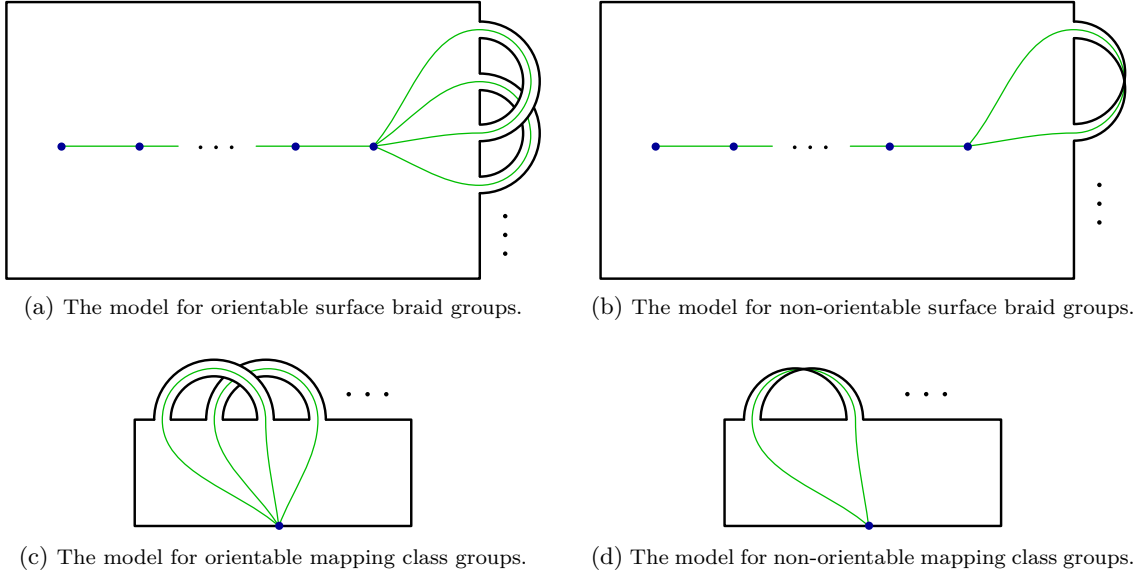 (a) The model for orientable surface braid groups.
(b) The model for non-orientable surface braid groups.
(c) The model for orientable mapping class groups.
(d) The model for non-orientable mapping class groups.